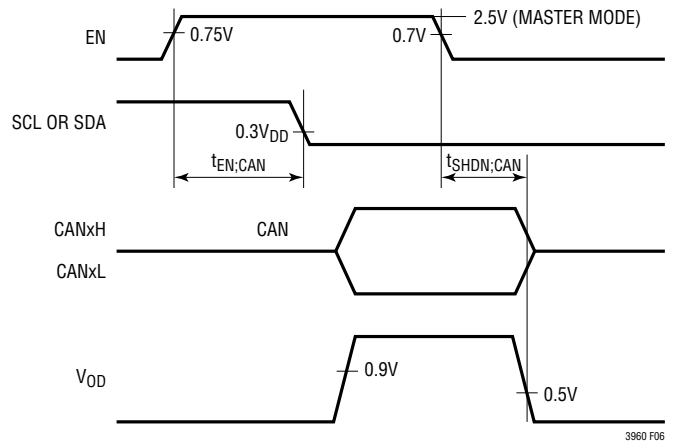 2.5V (MASTER MODE)
EN
0.75V
0.7V
SCL OR SDA
0.3VDD
tEN;CAN
tSHDN;CAN
CANxH
CAN
CANxL
0.9V
VOD
0.5V
3960 F06